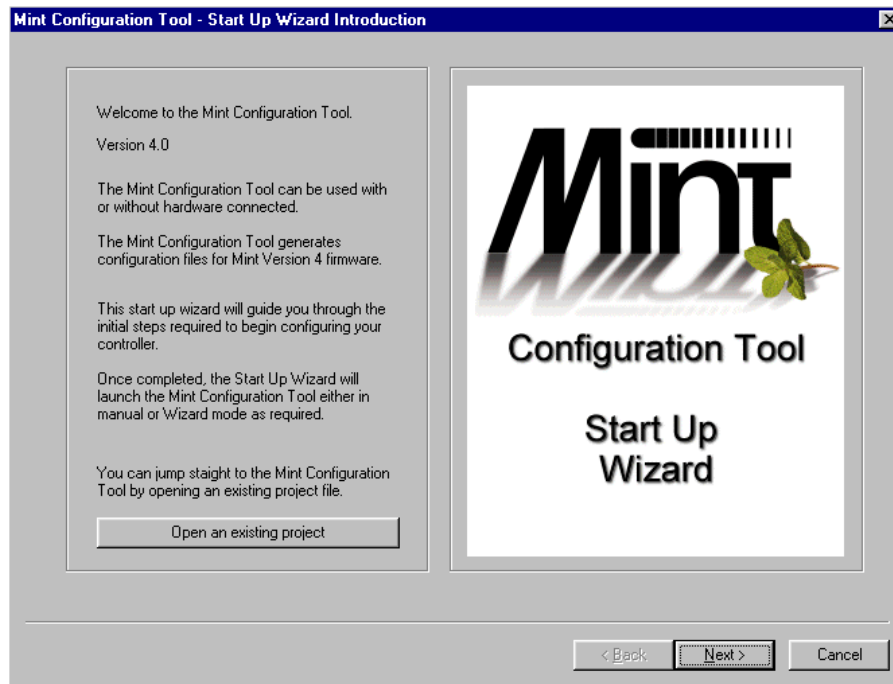 Mint Configuration Tool - Start Up Wizard Introduction
Welcome to the Mint Configuration Tool.
Version 4.0
The Mint Configuration Tool can be used with
or without hardware connected.
The Mint Configuration Tool generates
configuration files for Mint Version 4 firmware.
This start up wizard will guide you through the
initial steps required to begin configuring your
controller.
Once completed, the Start Up Wizard will
launch the Mint Configuration Tool either in
manual or Wizard mode as required.
You can jump staight to the Mint Configuration
Tool by opening an existing project file.
Open an existing project
Mint
Configuration Tool
Start Up
Wizard
< Back
Next >
Cancel